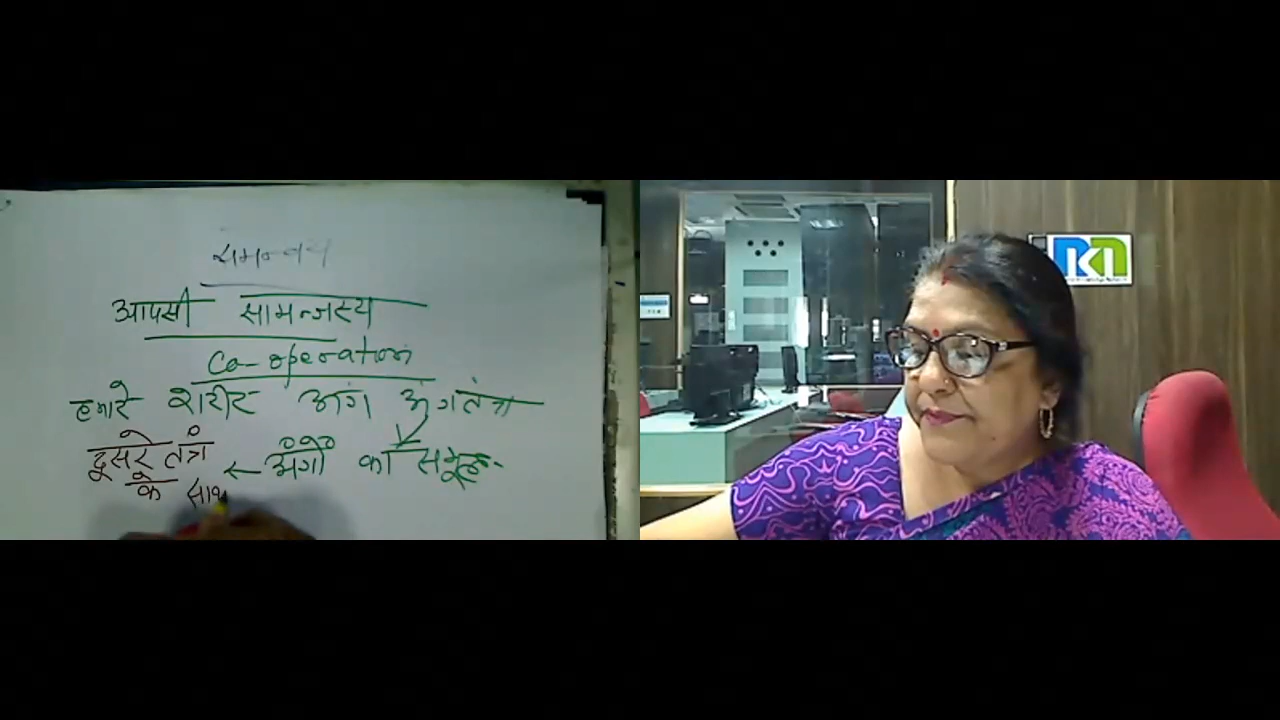 समन्वय
आपसी सामन्जस्य
Co-operation
हमारे शरीर अंग अंगतंत्र
दूसरे तंत्र ← अंगों का समूह
के साथ